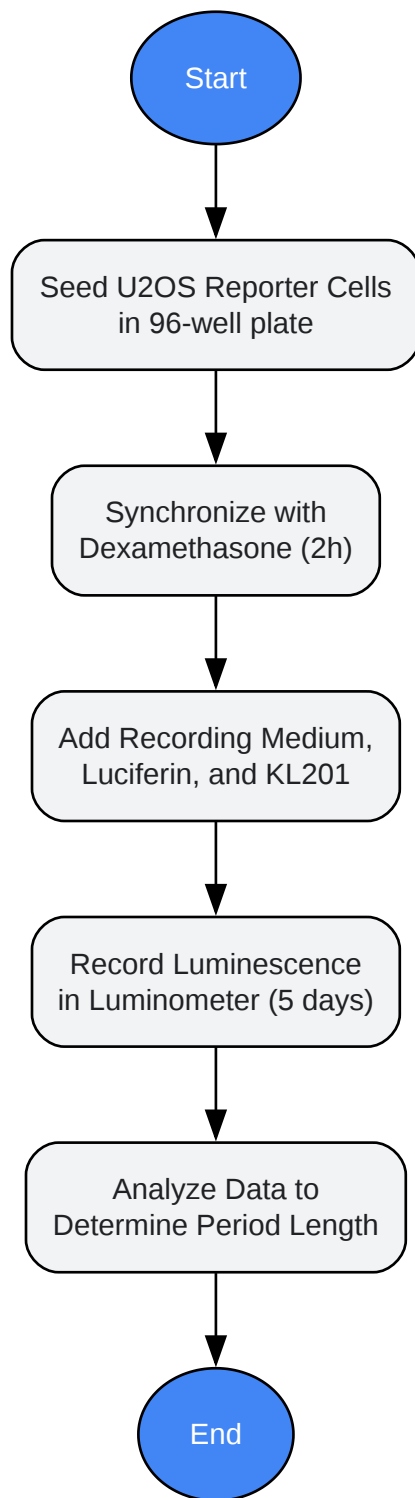 Start
Seed U2OS Reporter Cells
in 96-well plate
Synchronize with
Dexamethasone (2h)
Add Recording Medium,
Luciferin, and KL201
Record Luminescence
in Luminometer (5 days)
Analyze Data to
Determine Period Length
End